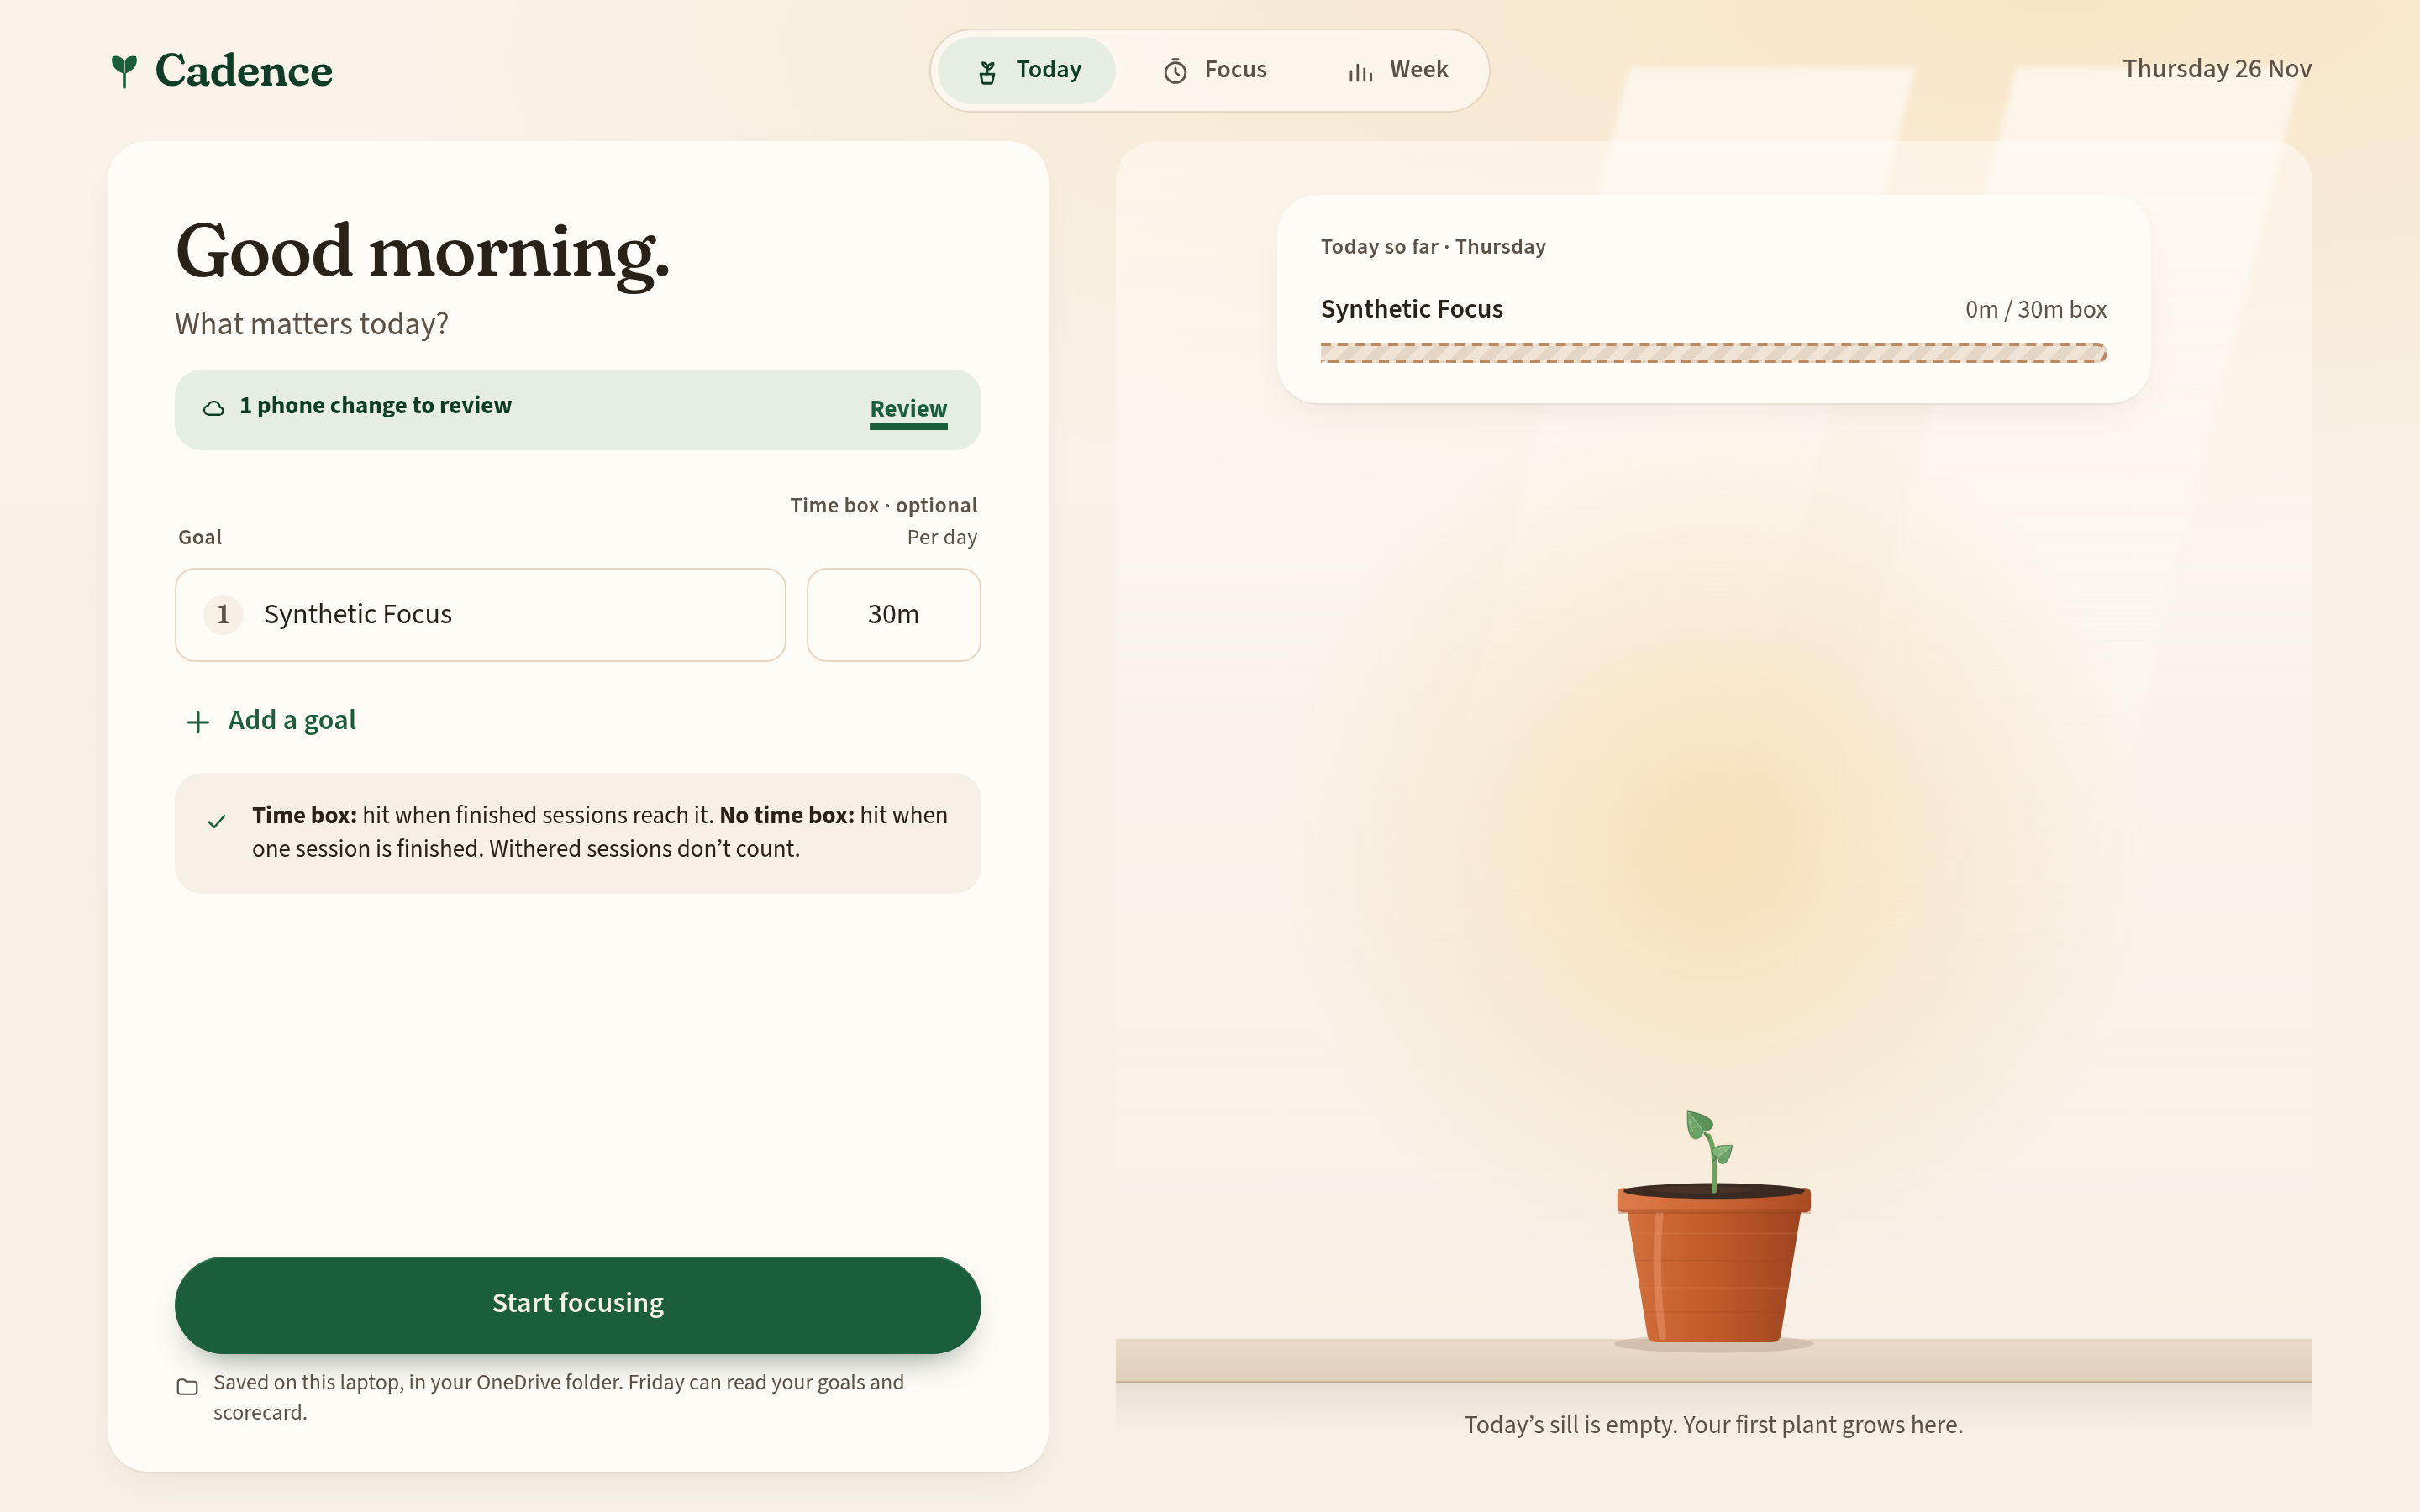 Cadence
Today
Focus
Week
Thursday 26 Nov
Good morning.
What matters today?
1 phone change to review
Review
Time box · optional
Goal
Per day
1
Synthetic Focus
30m
Add a goal
Time box: hit when finished sessions reach it. No time box: hit when
one session is finished. Withered sessions don’t count.
Start focusing
Saved on this laptop, in your OneDrive folder. Friday can read your goals and
scorecard.
Today so far · Thursday
Synthetic Focus
0m / 30m box
Today’s sill is empty. Your first plant grows here.